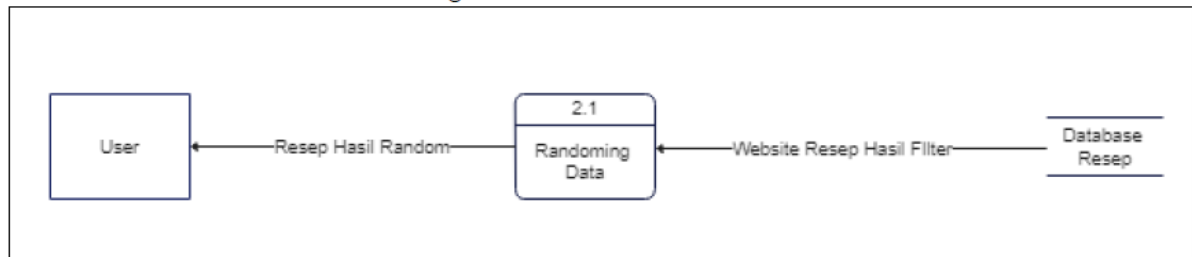 User
Resep Hasil Random
2.1
Randoming
Data
Website Resep Hasil FIlter
Database
Resep